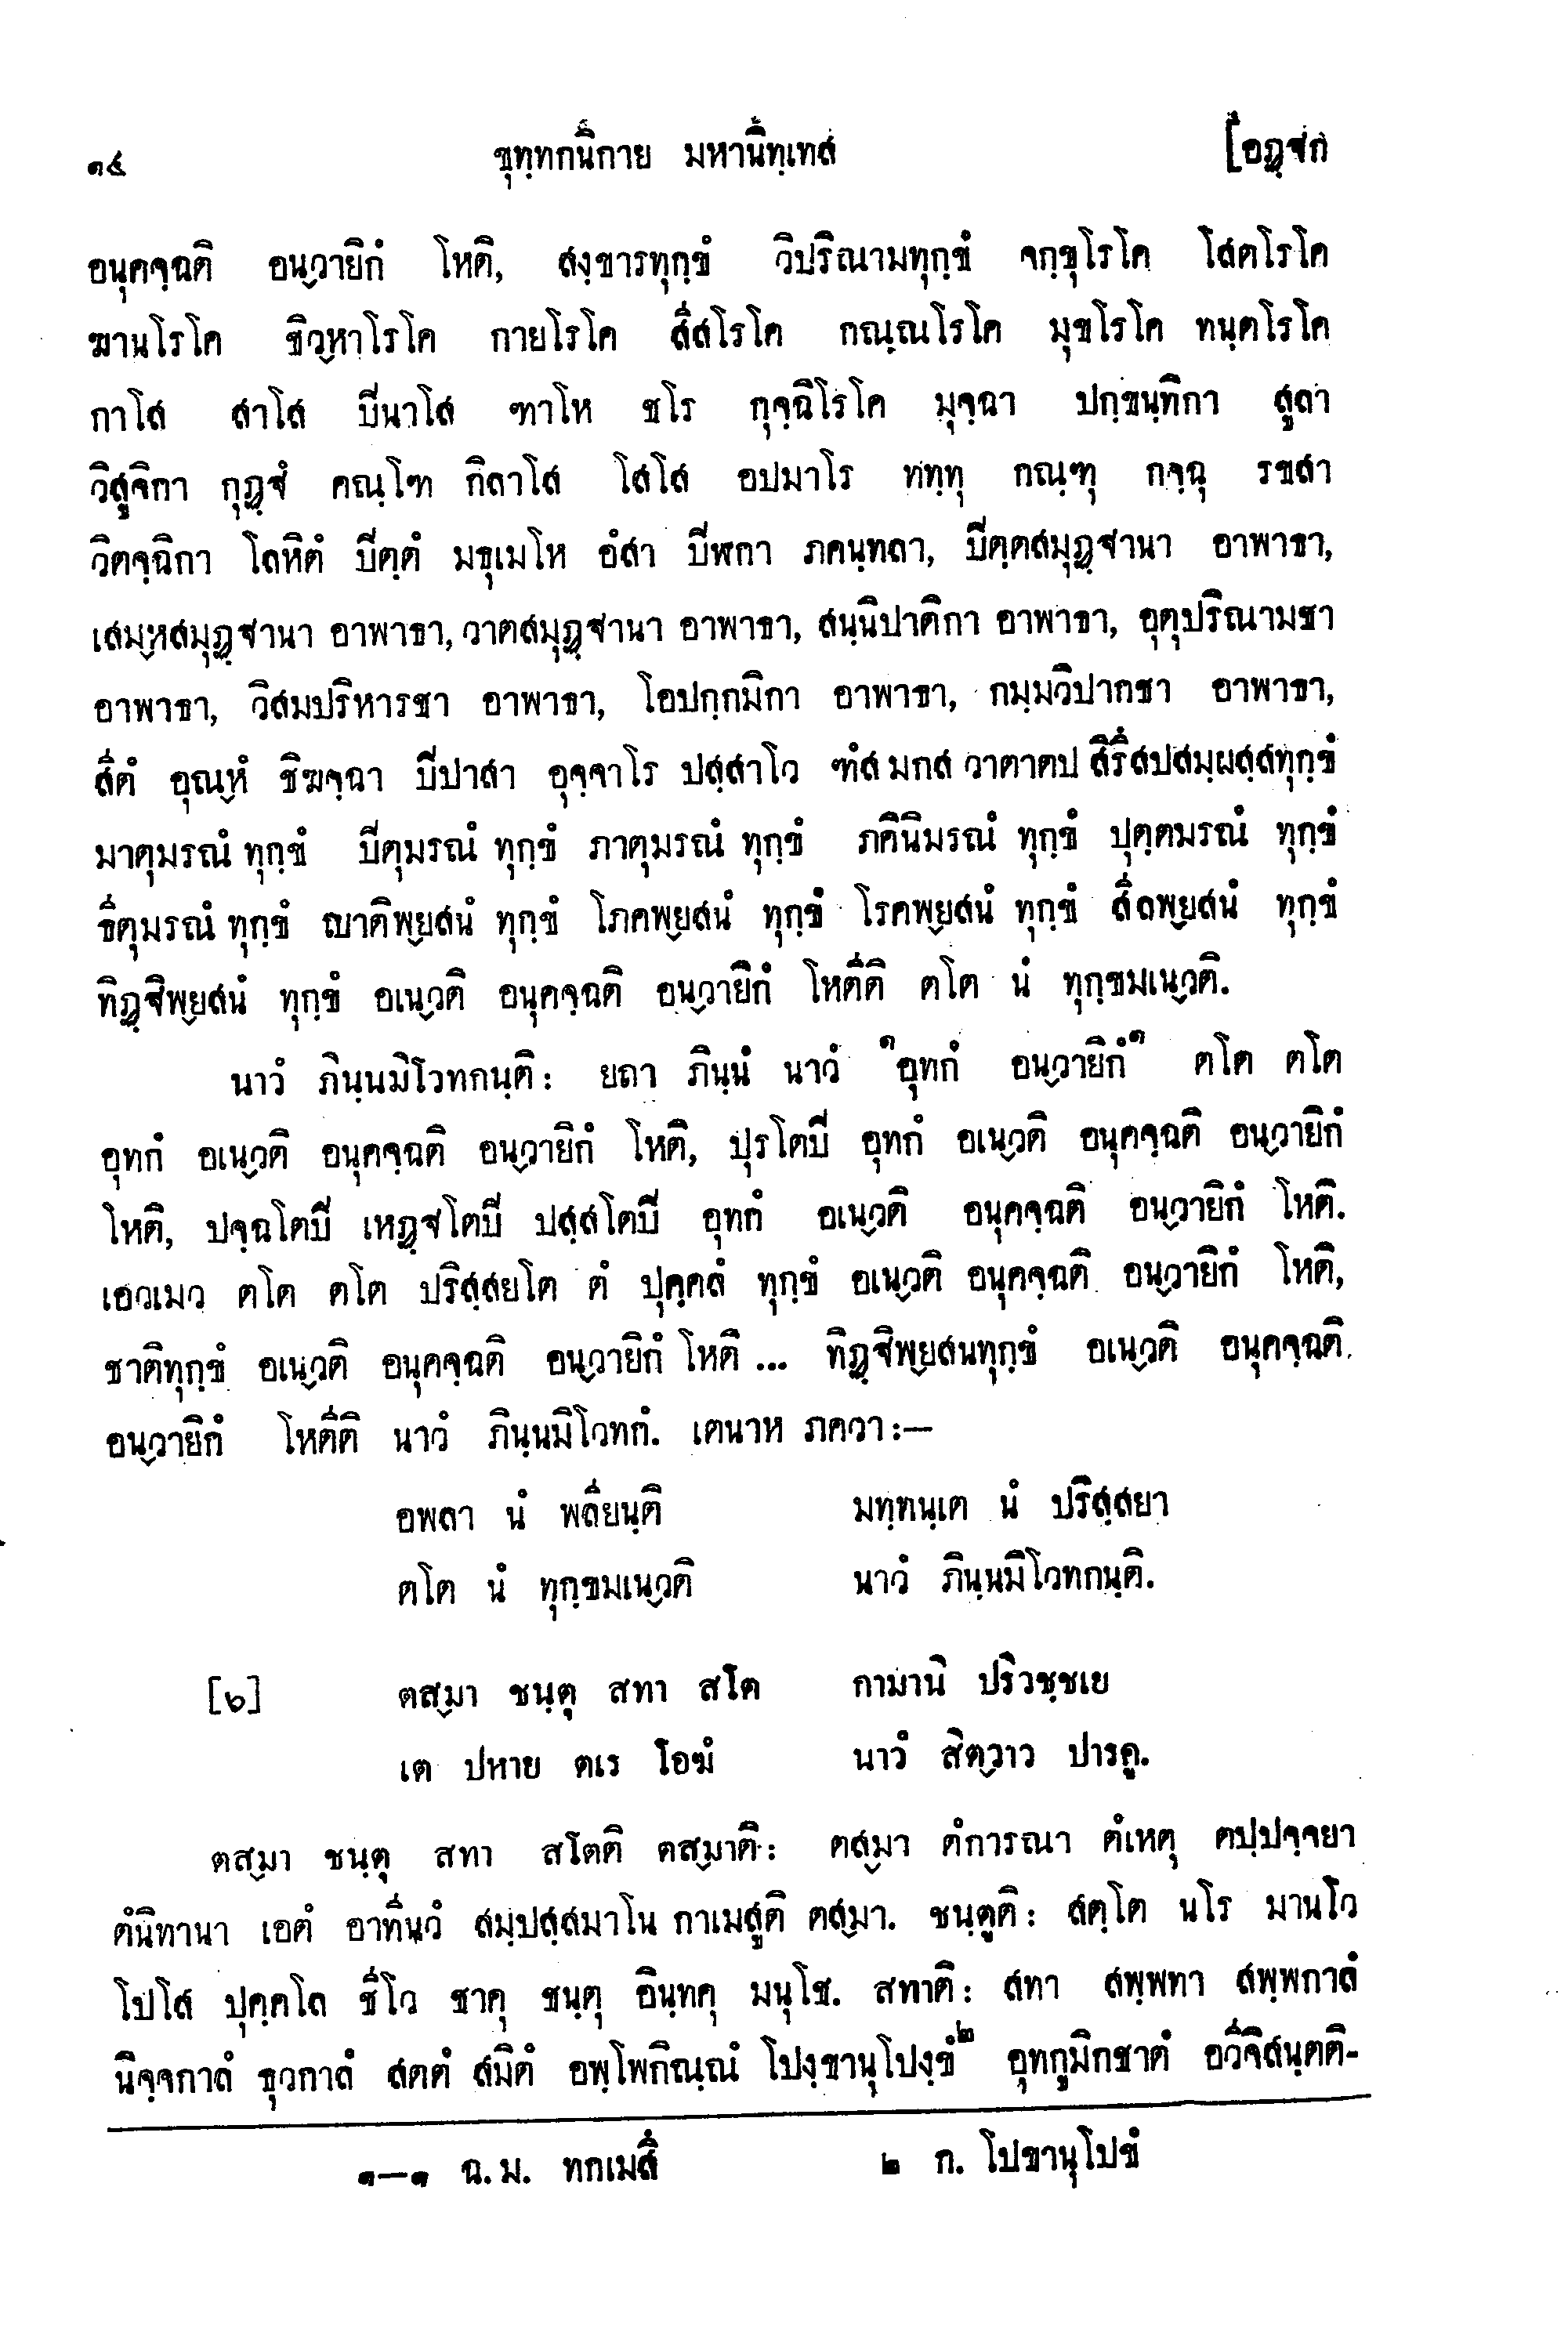 ๑๔ ขุทฺทกนิกาย มหานิทฺเทส [อฏฺฐก
อนุคจฺฉติ อนฺวายิกํ โหติ, สงฺขารทุกฺขํ วิปริณามทุกฺขํ จกฺขุโรโค โสตโรโค
ฆานโรโค ชิวฺหาโรโค กายโรโค สีสโรโค กณฺณโรโค มุขโรโค ทนฺตโรโค
กาโส สาโส ปินาโส ฑาโห ชโร กุจฺฉิโรโค มุจฺฉา ปกฺขนฺทิกา สูลา
วิสูจิกา กุฏฺฐํ คณฺโฑ กิลาโส โสโส อปมาโร ททฺทุ กณฺฑุ กจฺฉุ รขสา
วิตจฺฉิกา โลหิตํ ปิตฺตํ มธุเมโห อํสา ปิฬกา ภคนฺทลา, ปิตฺตสมุฏฺฐานา อาพาธา,
เสมฺหสมุฏฺฐานา อาพาธา, วาตสมุฏฺฐานา อาพาธา, สนฺนิปาติกา อาพาธา, อุตุปริณามชา
อาพาธา, วิสมปริหารชา อาพาธา, โอปกฺกมิกา อาพาธา, กมฺมวิปากชา อาพาธา,
สีตํ อุณฺหํ ชิฆจฺฉา ปิปาสา อุจฺจาโร ปสฺสาโว ฑํส มกส วาตาตป สิรึสปสมฺผสฺสทุกฺขํ
มาตุมรณํ ทุกฺขํ ปิตุมรณํ ทุกฺขํ ภาตุมรณํ ทุกฺขํ ภคินิมรณํ ทุกฺขํ ปุตฺตมรณํ ทุกฺขํ
ธีตุมรณํ ทุกฺขํ ญาติพฺยสนํ ทุกฺขํ โภคพฺยสนํ ทุกฺขํ โรคพฺยสนํ ทุกฺขํ สีลพฺยสนํ ทุกฺขํ
ทิฏฺฐิพฺยสนํ ทุกฺขํ อเนฺวติ อนุคจฺฉติ อนฺวายิกํ โหตีติ ตโต นํ ทุกฺขมเนฺวติ.
นาวํ ภินฺนมิโวทกนฺติ: ยถา ภินฺนํ นาวํ ๑อุทกํ อนฺวายิกํ๑ ตโต ตโต
อุทกํ อเนฺวติ อนุคจฺฉติ อนฺวายิกํ โหติ, ปุรโตปิ อุทกํ อเนฺวติ อนุคจฺฉติ อนฺวายิกํ
โหติ, ปจฺฉโตปิ เหฏฺฐโตปิ ปสฺสโตปิ อุทกํ อเนฺวติ อนุคจฺฉติ อนฺวายิกํ โหติ.
เอวเมว ตโต ตโต ปริสฺสยโต ตํ ปุคฺคลํ ทุกฺขํ อเนฺวติ อนุคจฺฉติ อนฺวายิกํ โหติ,
ชาติทุกฺขํ อเนฺวติ อนุคจฺฉติ อนฺวายิกํ โหติ ... ทิฏฺฐิพฺยสนทุกฺขํ อเนฺวติ อนุคจฺฉติ
อนฺวายิกํ โหตีติ นาวํ ภินฺนมิโวทกํ. เตนาห ภควา:—
อพลา นํ พลียนฺติ มทฺทนฺเต นํ ปริสฺสยา
ตโต นํ ทุกฺขมเนฺวติ นาวํ ภินฺนมิโวทกนฺติ.
[๖] ตสฺมา ชนฺตุ สทา สโต กามานิ ปริวชฺชเย
เต ปหาย ตเร โอฆํ นาวํ สิตฺวาว ปารคู.
ตสฺมา ชนฺตุ สทา สโตติ ตสฺมาติ: ตสฺมา ตํการณา ตํเหตุ ตปฺปจฺจยา
ตํนิทานา เอตํ อาทีนวํ สมฺปสฺสมาโน กาเมสูติ ตสฺมา. ชนฺตูติ: สตฺโต นโร มานโว
โปโส ปุคฺคโล ชีโว ชาตุ ชนฺตุ อินฺทคุ มนุโช. สทาติ: สทา สพฺพทา สพฺพกาลํ
นิจฺจกาลํ ธุวกาลํ สตตํ สมิตํ อพฺโพกิณฺณํ โปงฺขานุโปงฺขํ๒ อุทกูมิกชาตํ อวีจิสนฺตติ-
๑—๑ ฉ.ม. ทกเมสึ ๒ ก. โปขานุโปขํ